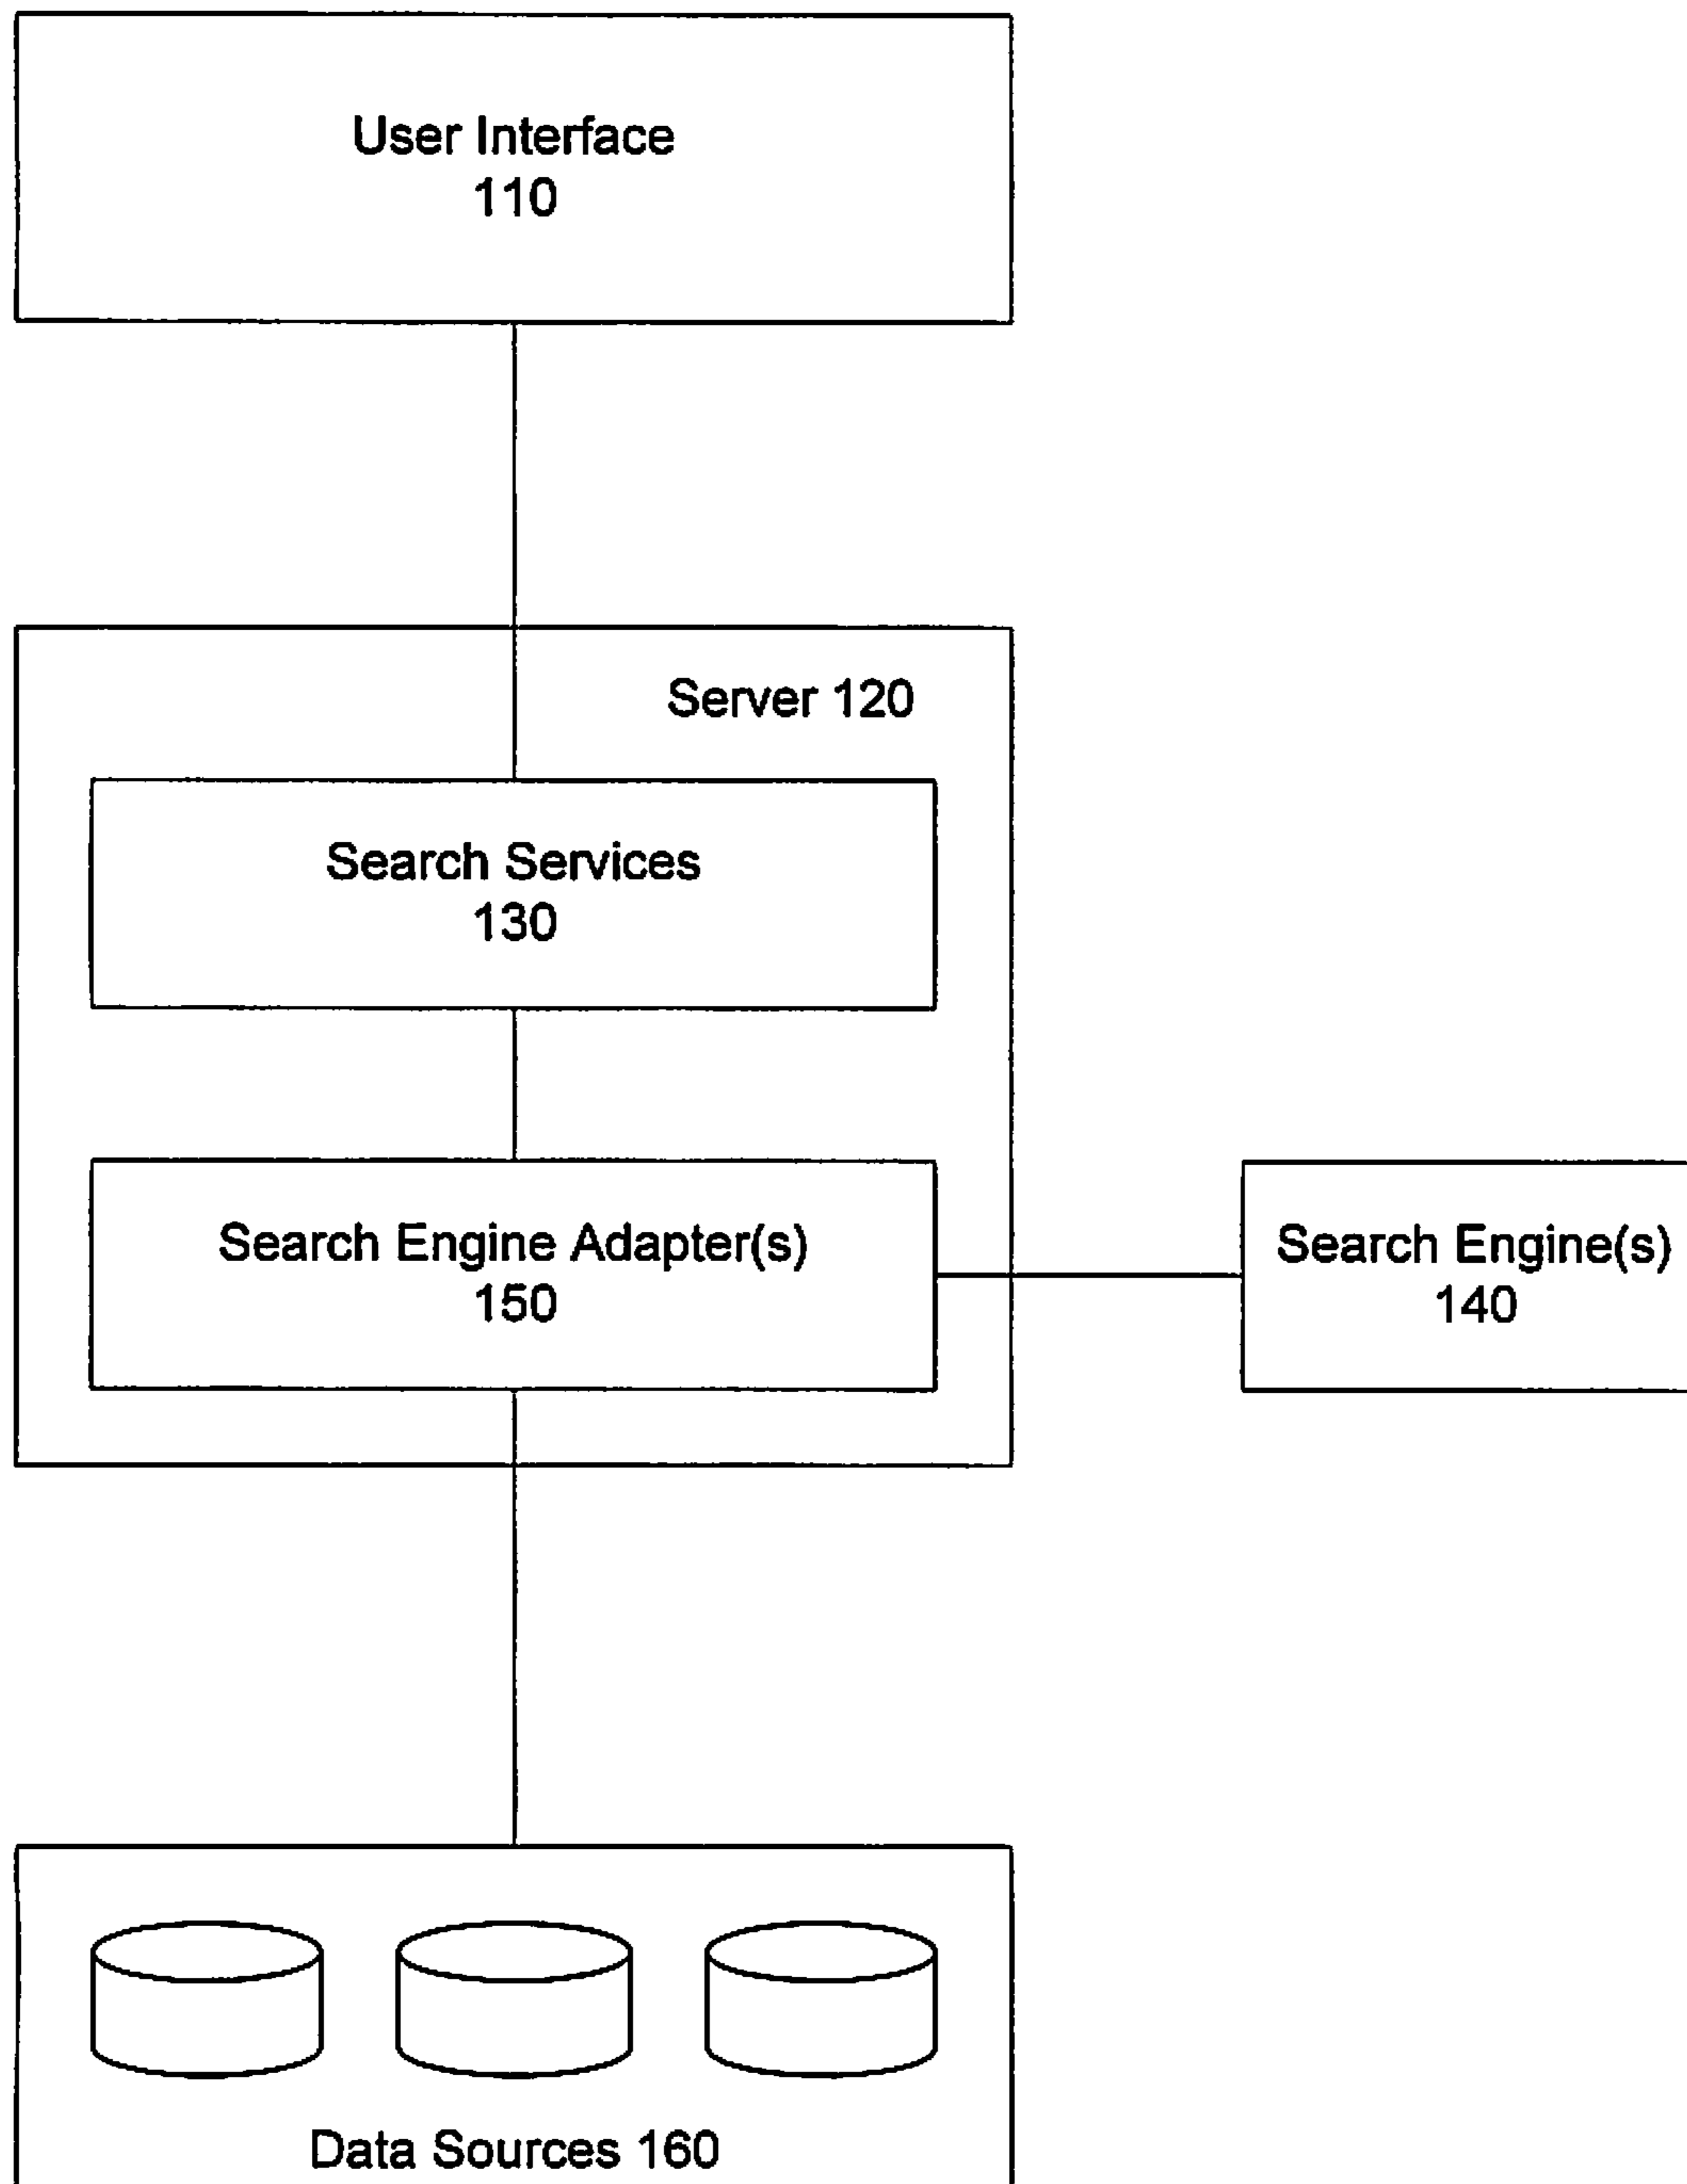 User Interface
110
Server 120
Search Services
130
Search Engine Adapter(s)
150
Search Engine(s)
140
Data Sources 160